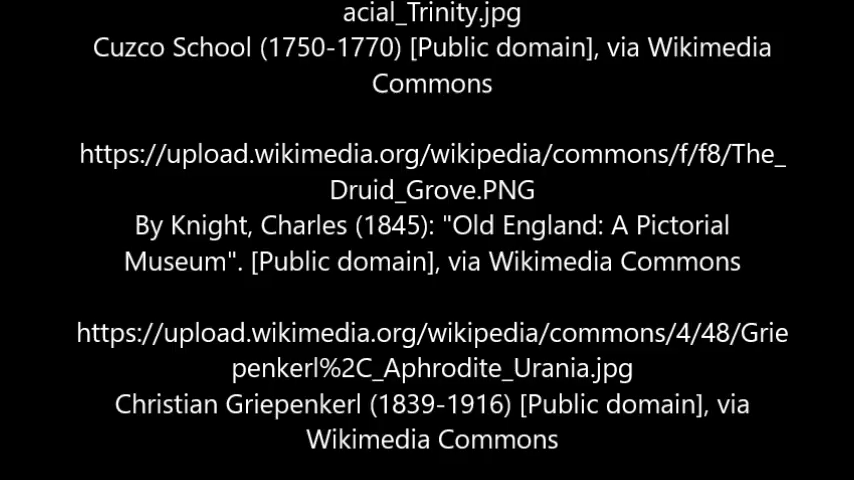 acial_Trinity.jpg
Cuzco School (1750-1770) [Public domain], via Wikimedia
Commons
https://upload.wikimedia.org/wikipedia/commons/f/f8/The_
Druid_Grove.PNG
By Knight, Charles (1845): "Old England: A Pictorial
Museum". [Public domain], via Wikimedia Commons
https://upload.wikimedia.org/wikipedia/commons/4/48/Grie
penkerl%2C_Aphrodite_Urania.jpg
Christian Griepenkerl (1839-1916) [Public domain], via
Wikimedia Commons